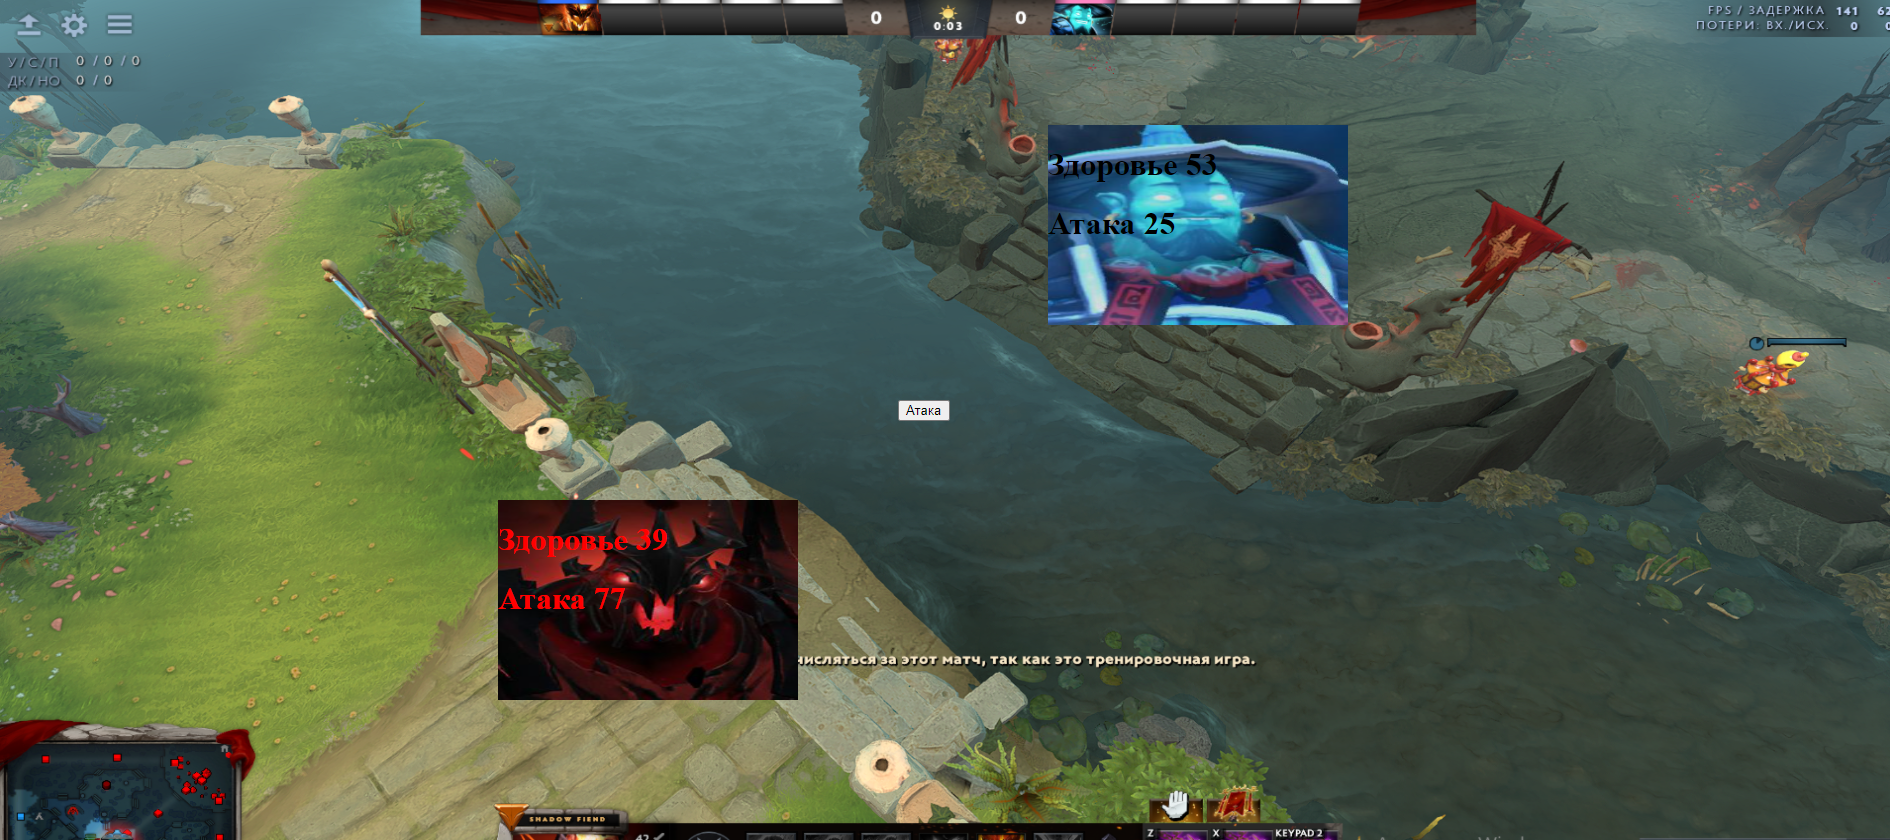 0
0:03
0
FPS / ЗАДЕРЖКА 141 62
ПОТЕРИ: ВХ./ИСХ. 0 0
У/С/П 0 / 0 / 0
ДК/НО 0 / 0
Здоровье 53
Атака 25
Атака
Здоровье 39
Атака 77
числяться за этот матч, так как это тренировочная игра.
SHADOW FIEND
Z X KEYPAD 2